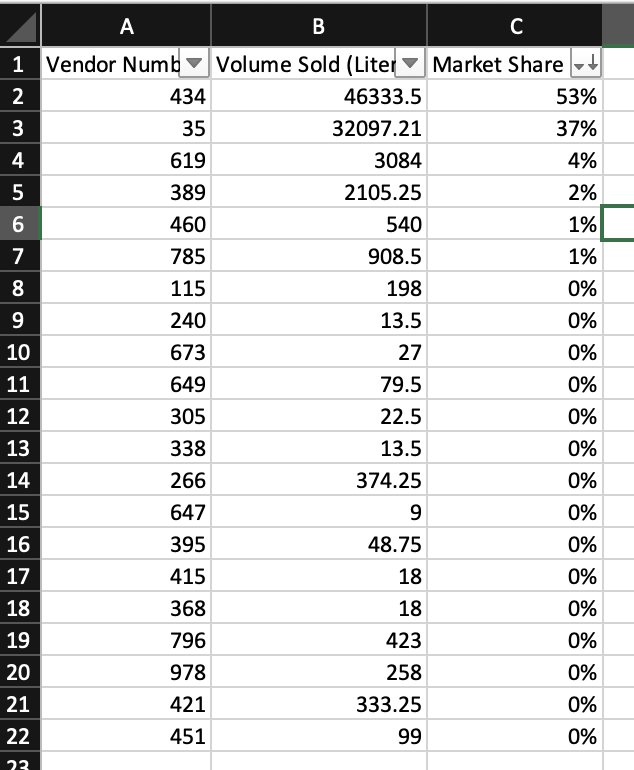 A B C
1 Vendor Numb Volume Sold (Liter Market Share
2 434 46333.5 53%
3 35 32097.21 37%
4 619 3084 4%
5 389 2105.25 2%
6 460 540 1%
7 785 908.5 1%
8 115 198 0%
9 240 13.5 0%
10 673 27 0%
11 649 79.5 0%
12 305 22.5 0%
13 338 13.5 0%
14 266 374.25 0%
15 647 9 0%
16 395 48.75 0%
17 415 18 0%
18 368 18 0%
19 796 423 0%
20 978 258 0%
21 421 333.25 0%
22 451 99 0%
23